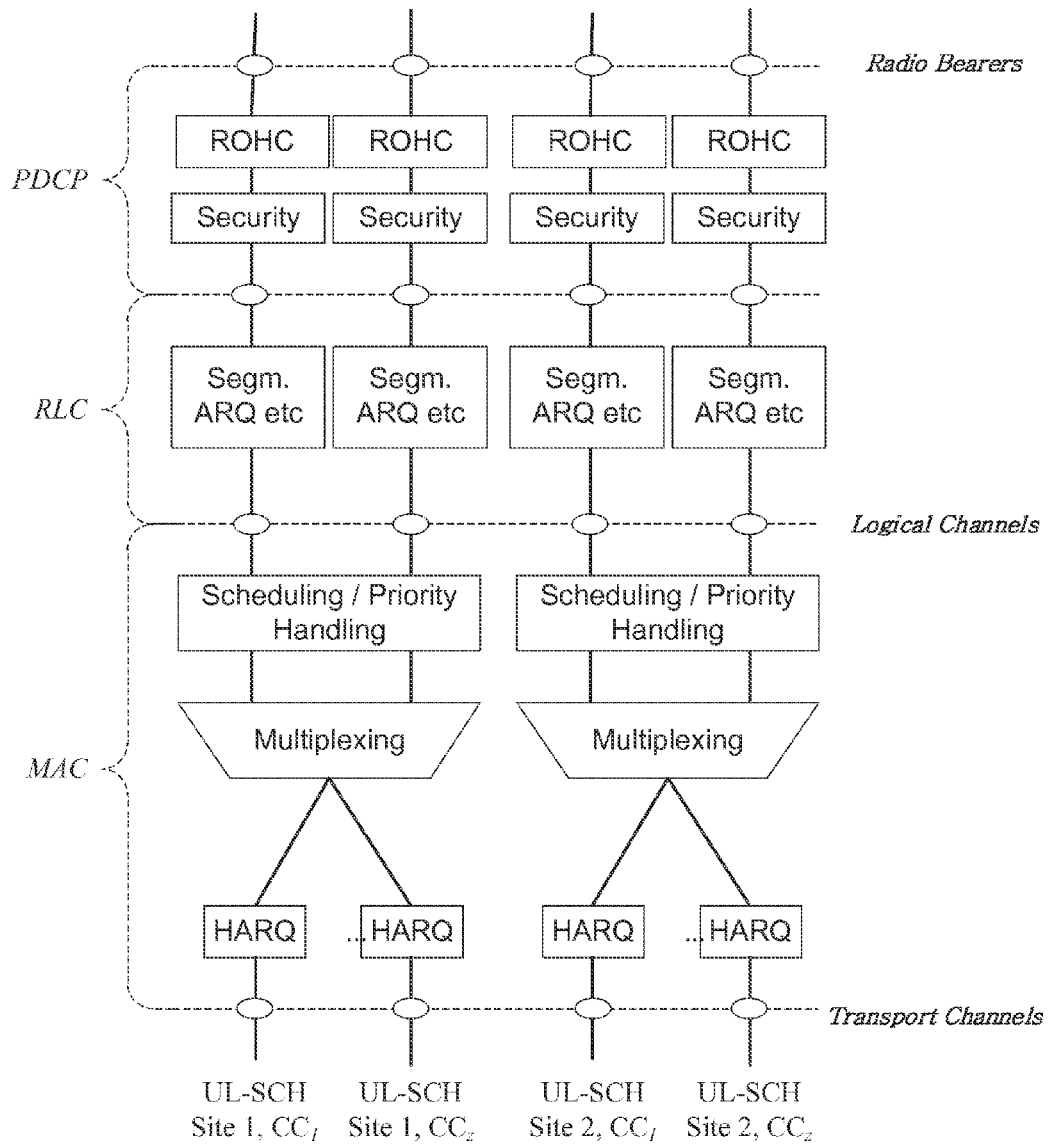 Radio Bearers
ROHC ROHC ROHC ROHC
PDCP
Security Security Security Security
Segm. Segm. Segm. Segm.
RLC
ARQ etc ARQ etc ARQ etc ARQ etc
Logical Channels
Scheduling / Priority Scheduling / Priority
Handling Handling
Multiplexing Multiplexing
MAC
HARQ ...HARQ HARQ ...HARQ
Transport Channels
UL-SCH UL-SCH UL-SCH UL-SCH
Site 1, CC1 Site 1, CCz Site 2, CC1 Site 2, CCz